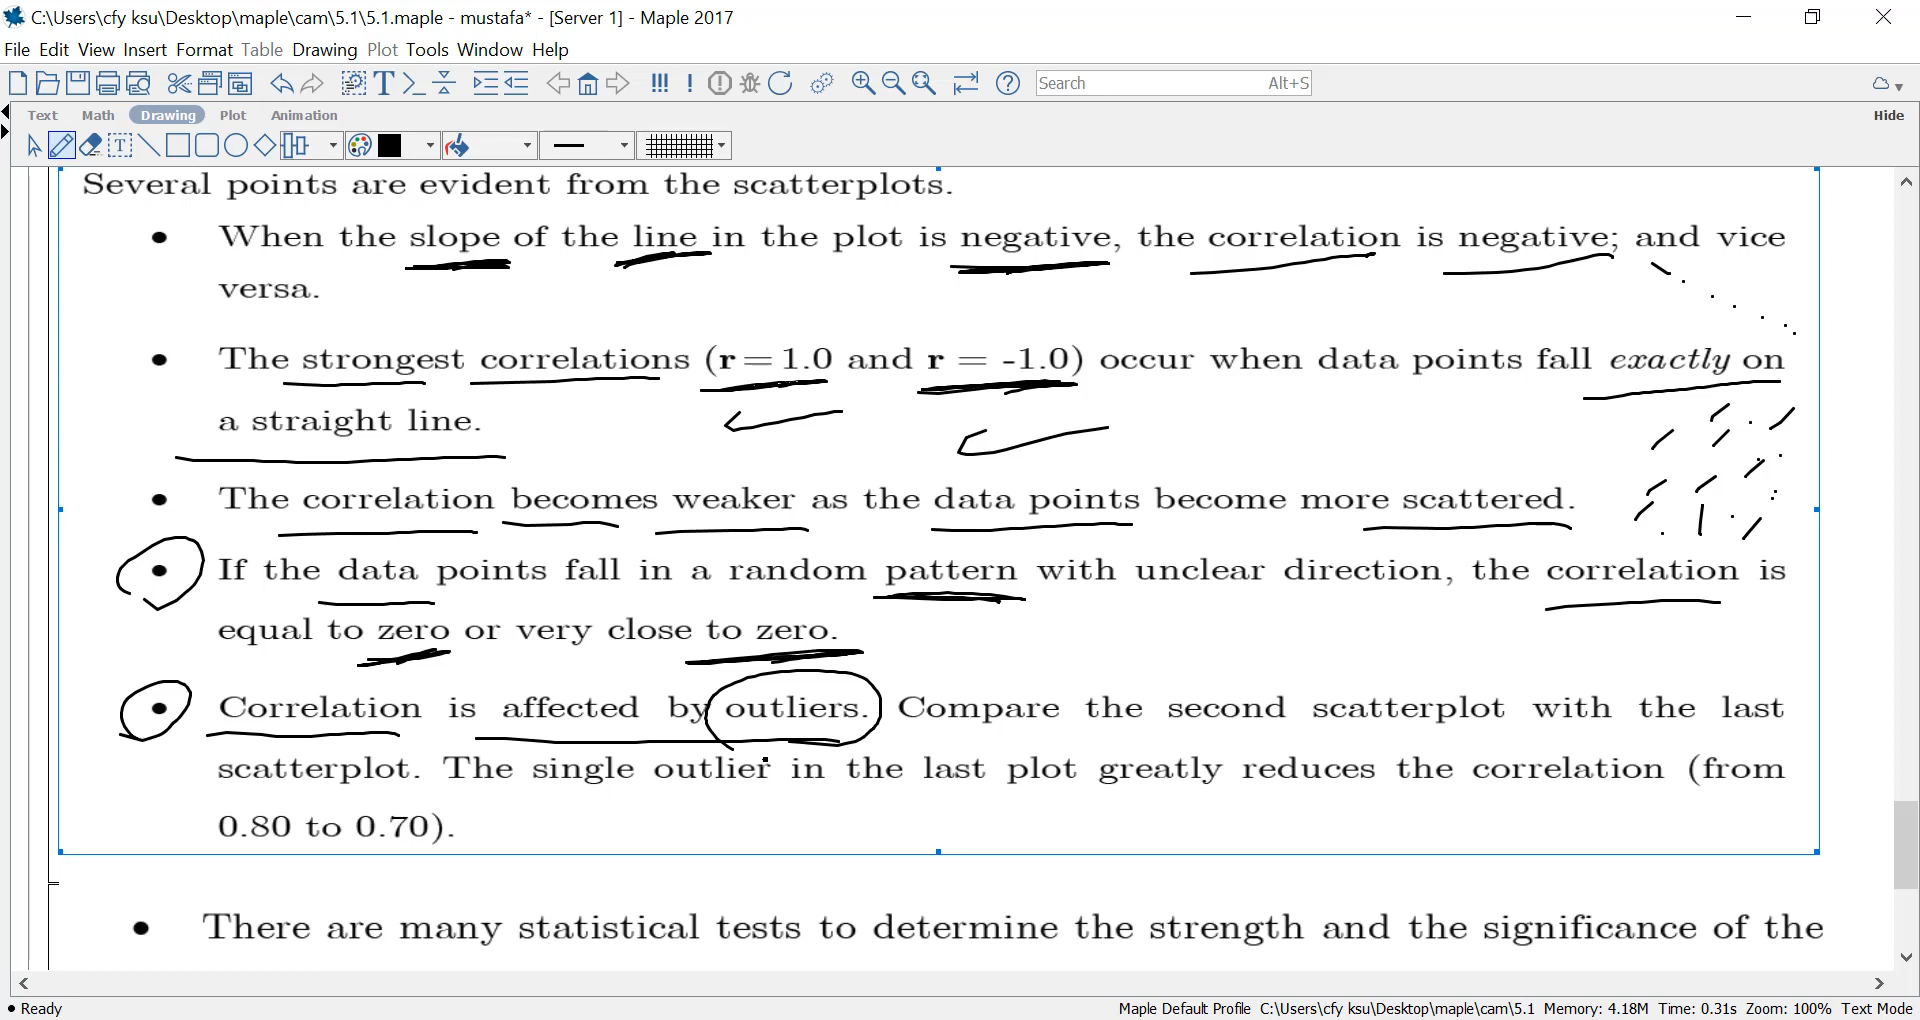 C:\Users\cfy ksu\Desktop\maple\cam\5.1\5.1.maple - mustafa* - [Server 1] - Maple 2017
File Edit View Insert Format Table Drawing Plot Tools Window Help
Search Alt+S
Text Math Drawing Plot Animation Hide
Several points are evident from the scatterplots.
• When the slope of the line in the plot is negative, the correlation is negative; and vice
versa.
• The strongest correlations (r = 1.0 and r = -1.0) occur when data points fall exactly on
a straight line.
• The correlation becomes weaker as the data points become more scattered.
• If the data points fall in a random pattern with unclear direction, the correlation is
equal to zero or very close to zero.
• Correlation is affected by outliers. Compare the second scatterplot with the last
scatterplot. The single outlier in the last plot greatly reduces the correlation (from
0.80 to 0.70).
• There are many statistical tests to determine the strength and the significance of the
Ready Maple Default Profile C:\Users\cfy ksu\Desktop\maple\cam\5.1 Memory: 4.18M Time: 0.31s Zoom: 100% Text Mode